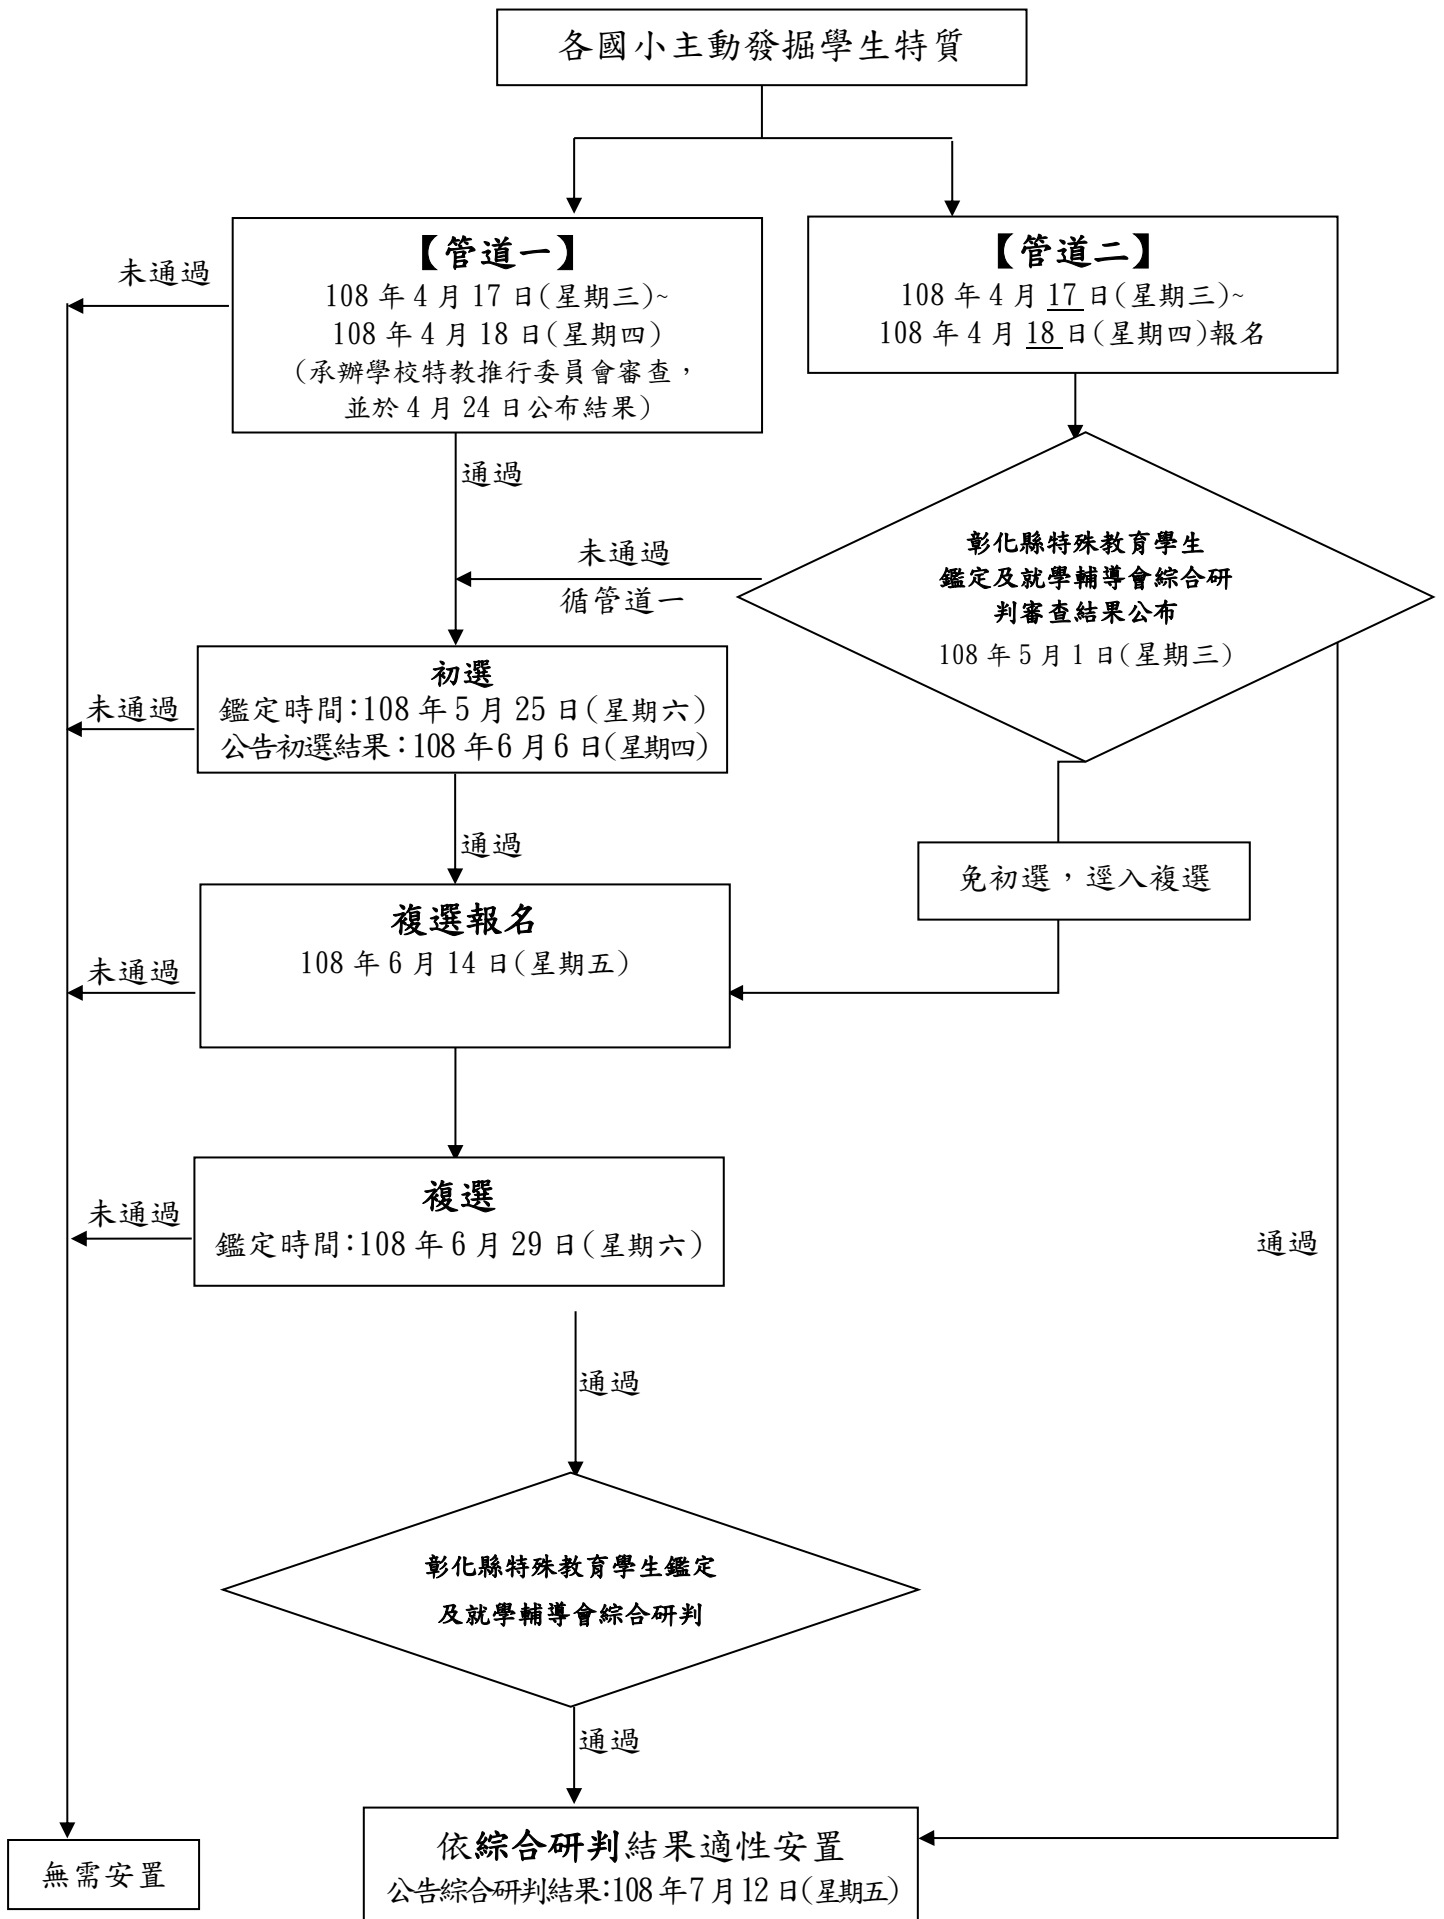 各國小主動發掘學生特質
【管道一】
108 年 4 月 17 日(星期三)~
108 年 4 月 18 日(星期四)
(承辦學校特教推行委員會審查，
並於 4 月 24 日公布結果)
【管道二】
108 年 4 月 17 日(星期三)~
108 年 4 月 18 日(星期四)報名
未通過
通過
彰化縣特殊教育學生
鑑定及就學輔導會綜合研
判審查結果公布
108 年 5 月 1 日(星期三)
未通過
循管道一
初選
鑑定時間:108 年 5 月 25 日(星期六)
公告初選結果：108 年 6 月 6 日(星期四)
未通過
通過
免初選，逕入複選
複選報名
108 年 6 月 14 日(星期五)
未通過
複選
鑑定時間:108 年 6 月 29 日(星期六)
未通過
通過
通過
彰化縣特殊教育學生鑑定
及就學輔導會綜合研判
通過
依綜合研判結果適性安置
公告綜合研判結果:108 年 7 月 12 日(星期五)
無需安置